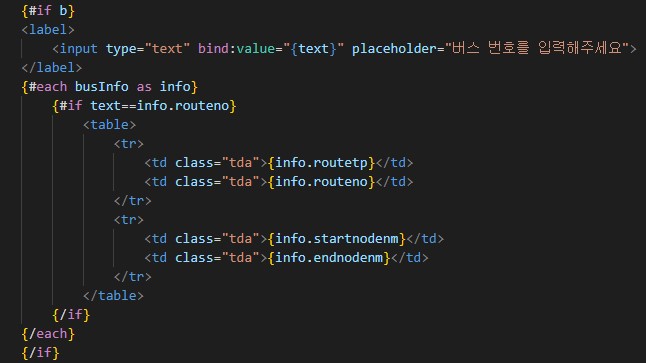 {#if b}
<label>
    <input type="text" bind:value="{text}" placeholder="버스 번호를 입력해주세요">
</label>
{#each busInfo as info}
    {#if text==info.routeno}
        <table>
            <tr>
                <td class="tda">{info.routetp}</td>
                <td class="tda">{info.routeno}</td>
            </tr>
            <tr>
                <td class="tda">{info.startnodenm}</td>
                <td class="tda">{info.endnodenm}</td>
            </tr>
        </table>
    {/if}
{/each}
{/if}